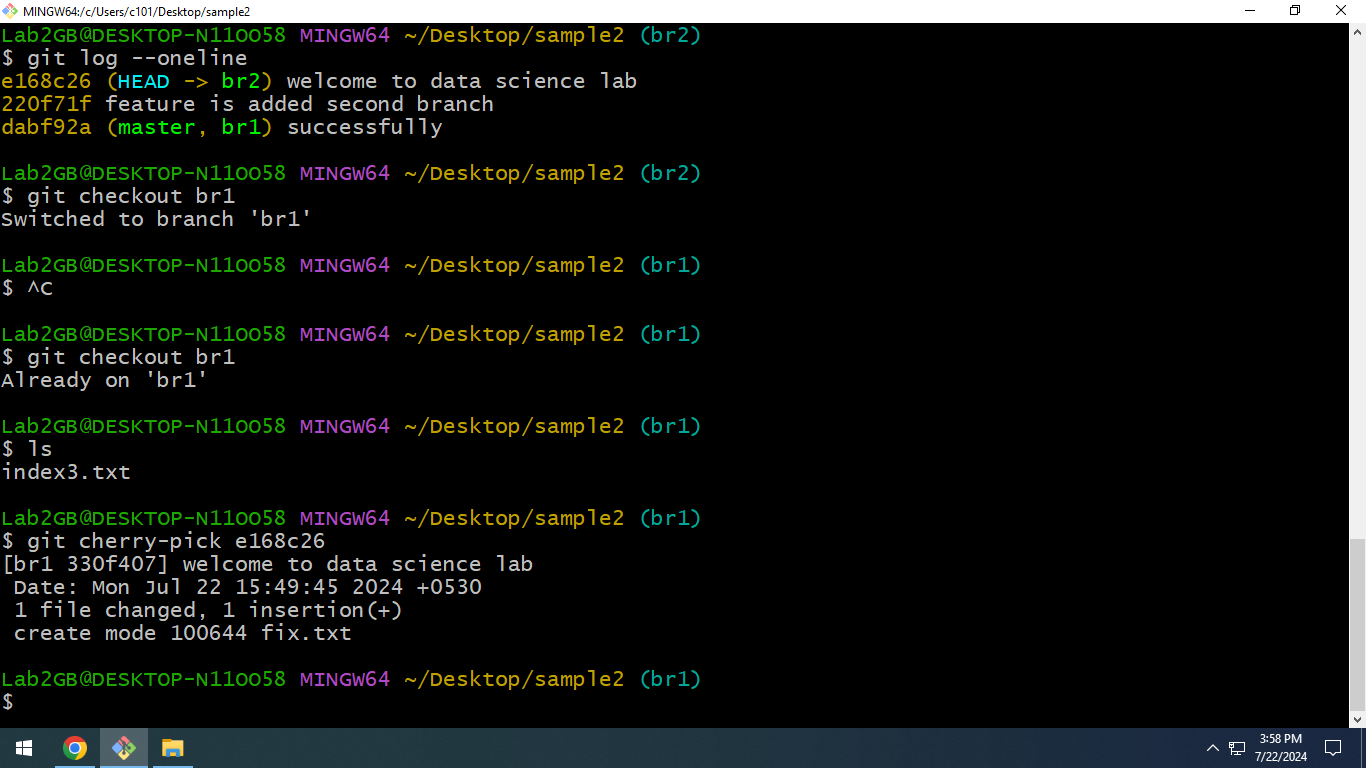 MINGW64:/c/Users/c101/Desktop/sample2
Lab2GB@DESKTOP-N11OO58 MINGW64 ~/Desktop/sample2 (br2)
$ git log --oneline
e168c26 (HEAD -> br2) welcome to data science lab
220f71f feature is added second branch
dabf92a (master, br1) successfully
Lab2GB@DESKTOP-N11OO58 MINGW64 ~/Desktop/sample2 (br2)
$ git checkout br1
Switched to branch 'br1'
Lab2GB@DESKTOP-N11OO58 MINGW64 ~/Desktop/sample2 (br1)
$ ^C
Lab2GB@DESKTOP-N11OO58 MINGW64 ~/Desktop/sample2 (br1)
$ git checkout br1
Already on 'br1'
Lab2GB@DESKTOP-N11OO58 MINGW64 ~/Desktop/sample2 (br1)
$ ls
index3.txt
Lab2GB@DESKTOP-N11OO58 MINGW64 ~/Desktop/sample2 (br1)
$ git cherry-pick e168c26
[br1 330f407] welcome to data science lab
Date: Mon Jul 22 15:49:45 2024 +0530
1 file changed, 1 insertion(+)
create mode 100644 fix.txt
Lab2GB@DESKTOP-N11OO58 MINGW64 ~/Desktop/sample2 (br1)
$
3:58 PM
7/22/2024